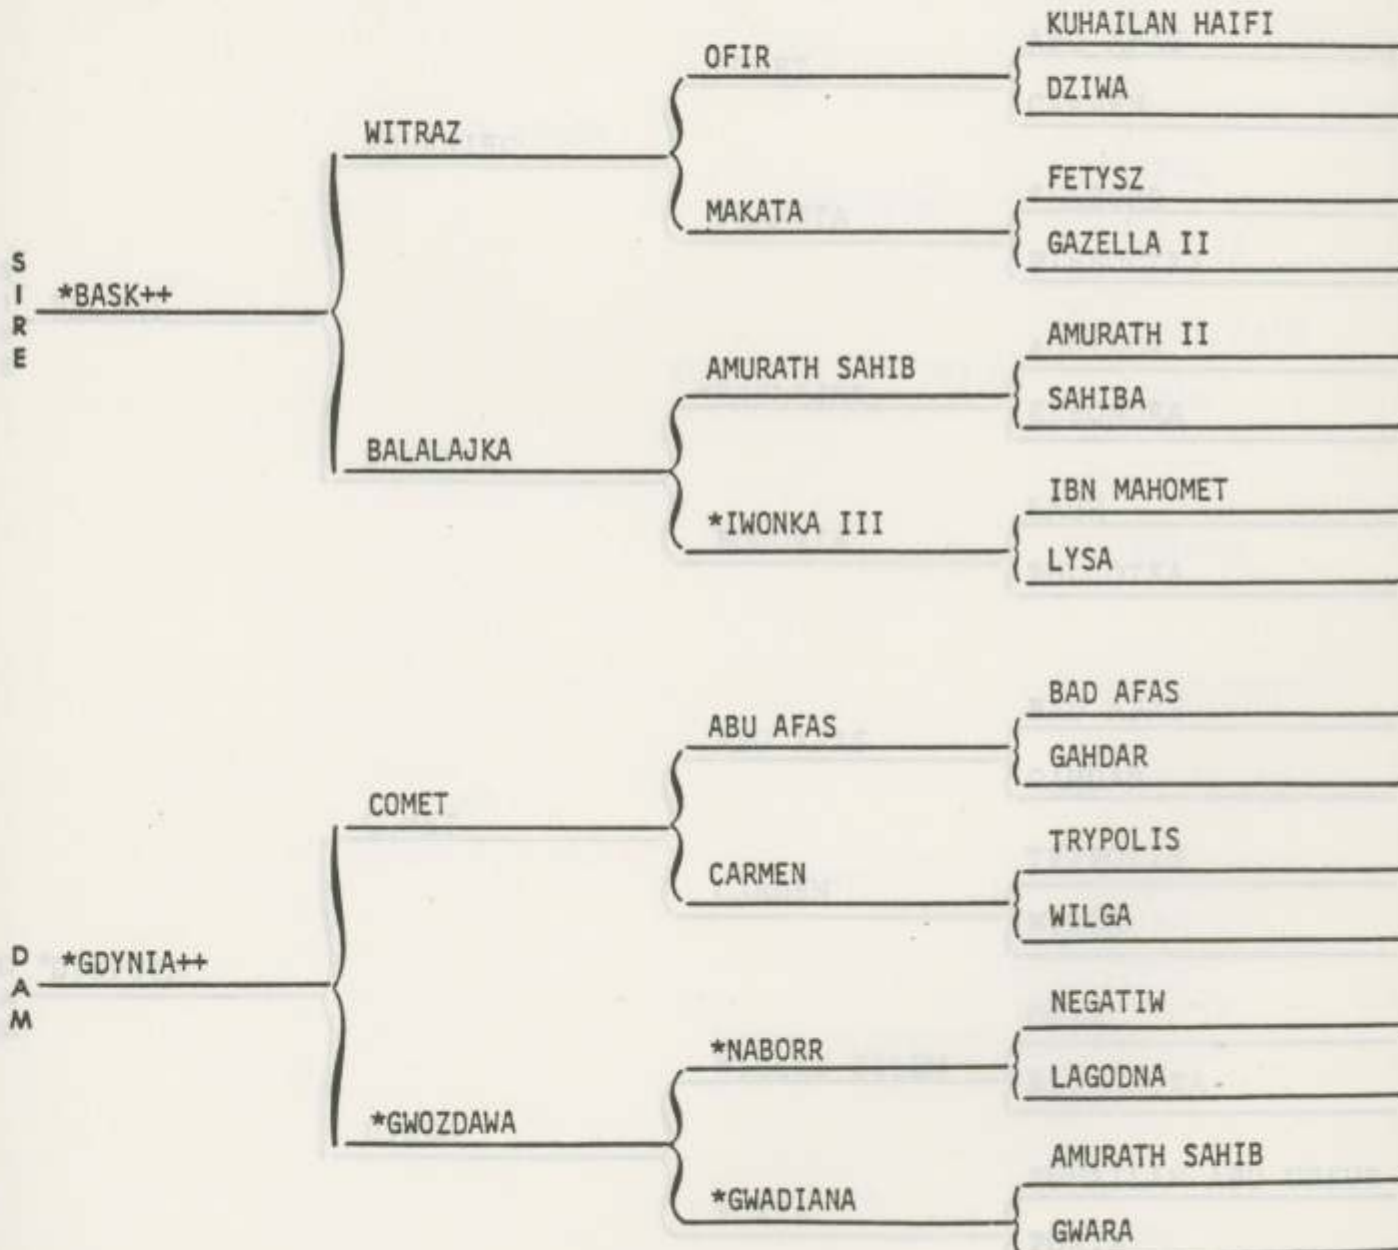 KUHAILAN HAIFI
OFIR
DZIWA
WITRAZ
FETYSZ
MAKATA
GAZELLA II
SIRE
*BASK++
AMURATH II
AMURATH SAHIB
SAHIBA
BALALAJKA
IBN MAHOMET
*IWONKA III
LYSA
BAD AFAS
ABU AFAS
GAHDAR
COMET
TRYPOLIS
CARMEN
WILGA
DAM
*GDYNIA++
NEGATIW
*NABORR
LAGODNA
*GWOZDAWA
AMURATH SAHIB
*GWADIANA
GWARA